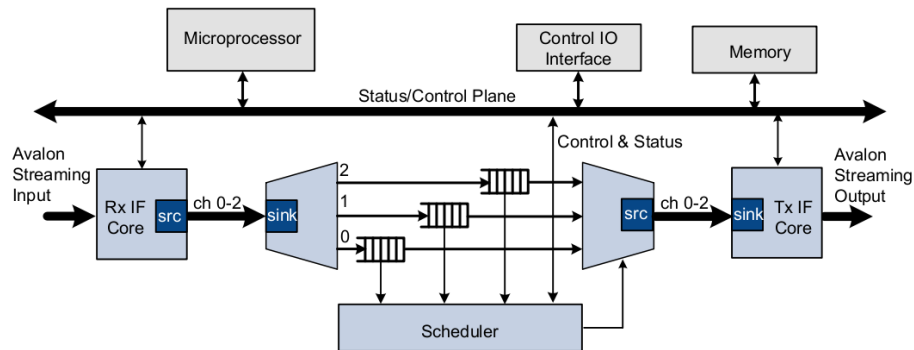 Microprocessor
Control IO
Interface
Memory
Status/Control Plane
Avalon
Streaming
Input
Control & Status
Avalon
Streaming
Output
Rx IF
Core
src
ch 0-2
sink
2
1
0
src
ch 0-2
sink
Tx IF
Core
Scheduler